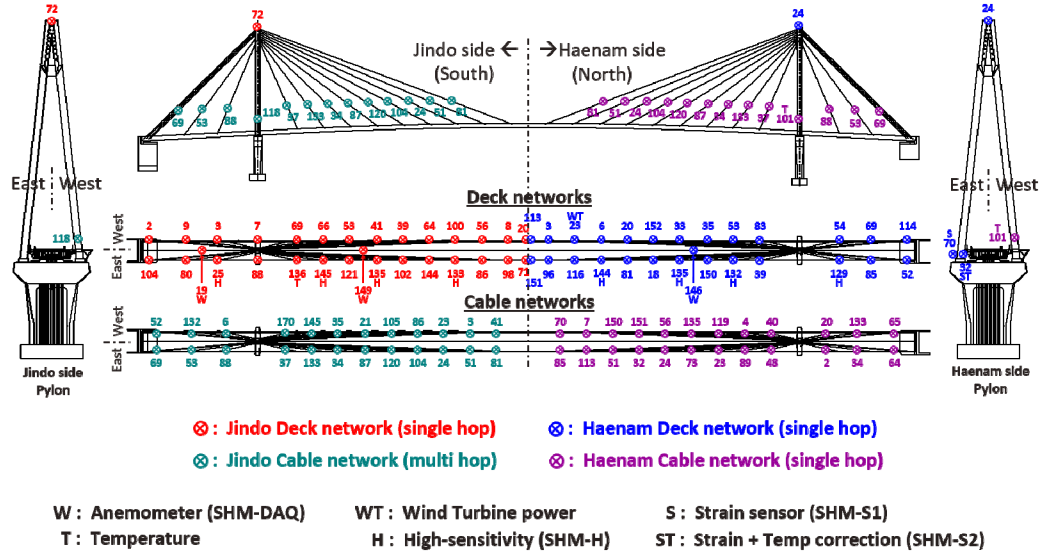 72
72
24
24
Jindo side ←
(South)
→ Haenam side
(North)
69 53 88 118 37 133 34 87 120 104 24 51 81
81 51 24 104 120 87 34 133 37 T 101 88 53 69
East West
118
Jindo side
Pylon
East West
S
70
T
101
ST
Haenam side
Pylon
Deck networks
West
East
2 9 3 7 69 66 53 41 39 64 100 56 8 20 113 3 WT 23 6 20 152 33 35 53 83 54 69 114
104 80 25 88 136 145 121 135 102 144 133 86 98 71 151 96 116 144 81 18 135 150 132 39 129 85 52
H T H H H H H H H
19 149 146
W W W
Cable networks
West
East
52 132 6 170 145 35 21 105 86 23 3 41 70 7 150 151 56 135 119 4 40 20 133 65
69 53 88 37 133 34 87 120 104 24 51 81 85 113 51 32 24 73 23 89 48 2 34 64
: Jindo Deck network (single hop)
: Haenam Deck network (single hop)
: Jindo Cable network (multi hop)
: Haenam Cable network (single hop)
W : Anemometer (SHM-DAQ)
WT : Wind Turbine power
S : Strain sensor (SHM-S1)
T : Temperature
H : High-sensitivity (SHM-H)
ST : Strain + Temp correction (SHM-S2)